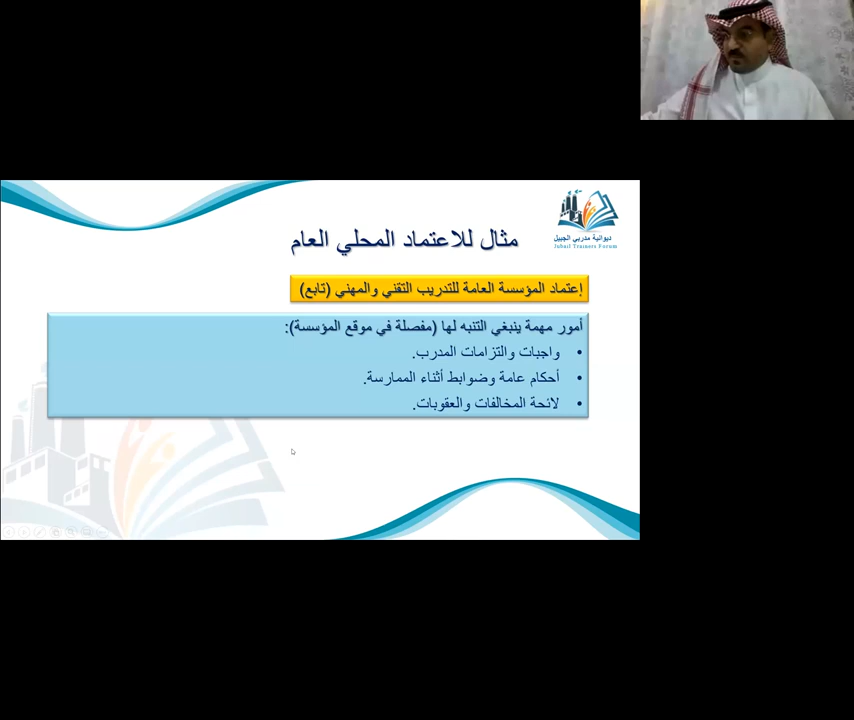 ديوانية مدربي الجبيل
Jubail Trainers Forum
مثال للاعتماد المحلي العام
إعتماد المؤسسة العامة للتدريب التقني والمهني (تابع)
أمور مهمة ينبغي التنبه لها (مفصلة في موقع المؤسسة):
• واجبات والتزامات المدرب.
• أحكام عامة وضوابط أثناء الممارسة.
• لائحة المخالفات والعقوبات.